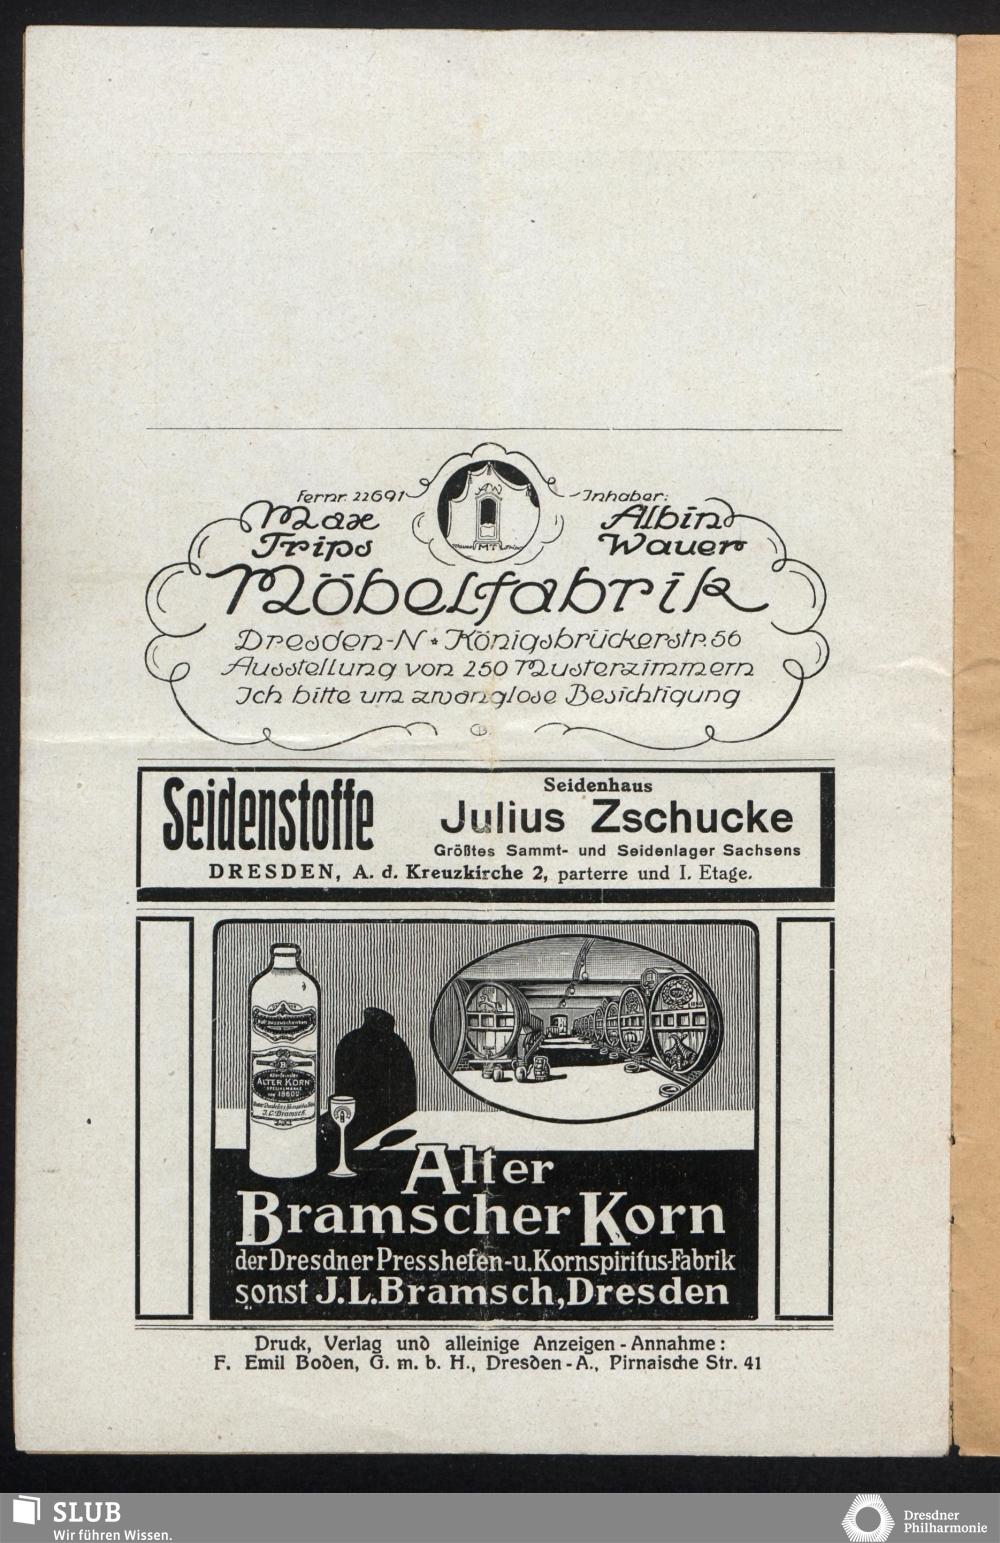 Fernr. 22691
Max
Trips
Inhaber:
Albin
Wauer
AW
MT
Möbelfabrik
Dresden-N * Königsbrückerstr. 56
Ausstellung von 250 Musterzimmern
Ich bitte um zwanglose Besichtigung
Seidenstoffe
Seidenhaus
Julius Zschucke
Größtes Sammt- und Seidenlager Sachsens
DRESDEN, A. d. Kreuzkirche 2, parterre und I. Etage.
ALTER KORN
J.L. Bramsch.
Alter
Bramscher Korn
der Dresdner Presshefen-u.Kornspiritus-Fabrik
sonst J.L.Bramsch, Dresden
Druck, Verlag und alleinige Anzeigen-Annahme:
F. Emil Boden, G. m. b. H., Dresden-A., Pirnaische Str. 41
SLUB
Wir führen Wissen.
Dresdner
Philharmonie